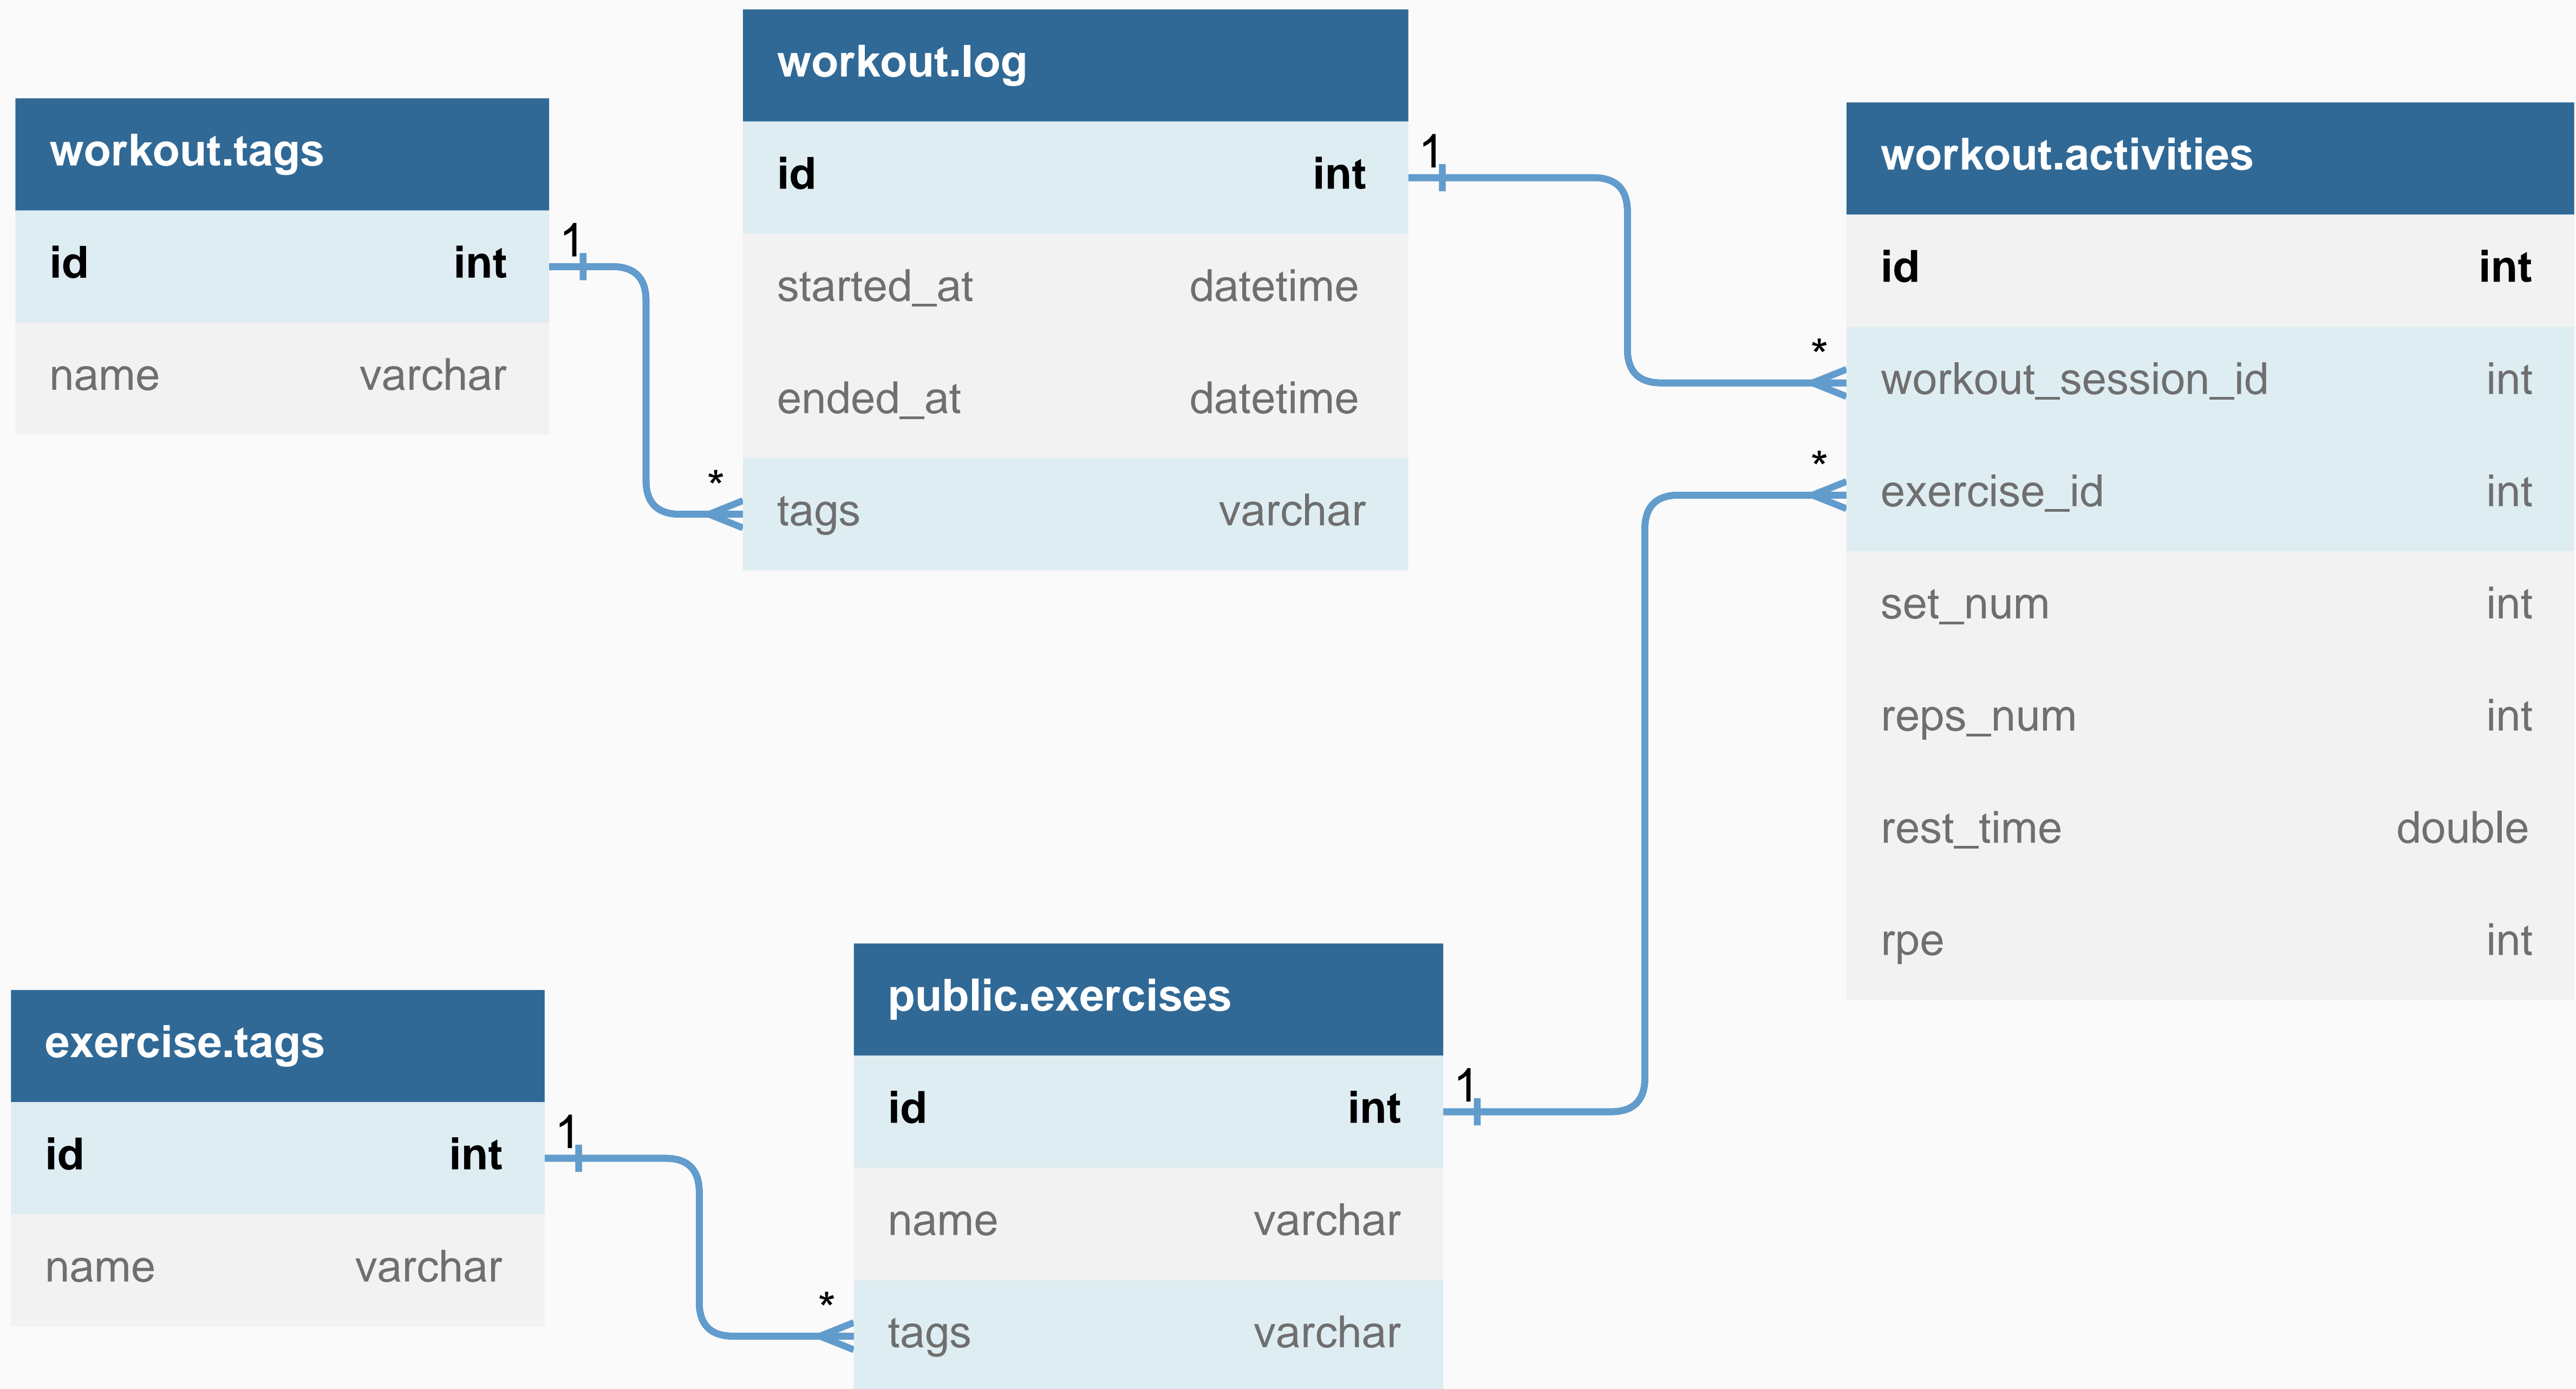 workout.tags
id int
name varchar
1
*
workout.log
id int
started_at datetime
ended_at datetime
tags varchar
1
*
*
workout.activities
id int
workout_session_id int
exercise_id int
set_num int
reps_num int
rest_time double
rpe int
exercise.tags
id int
name varchar
1
*
public.exercises
id int
name varchar
tags varchar
1